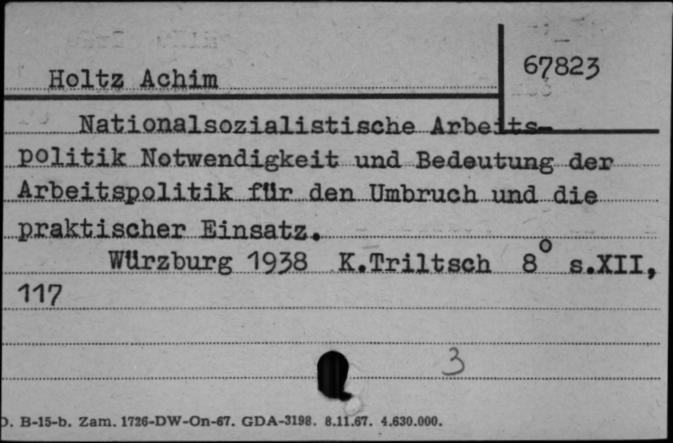 Holtz Achim
67823
Nationalsozialistische Arbeits-
politik Notwendigkeit und Bedeutung der
Arbeitspolitik für den Umbruch und die
praktischer Einsatz.
Würzburg 1938 K.Triltsch 8° s.XII,
117
3
D. B-15-b. Zam. 1726-DW-On-67. GDA-3198. 8.11.67. 4.630.000.